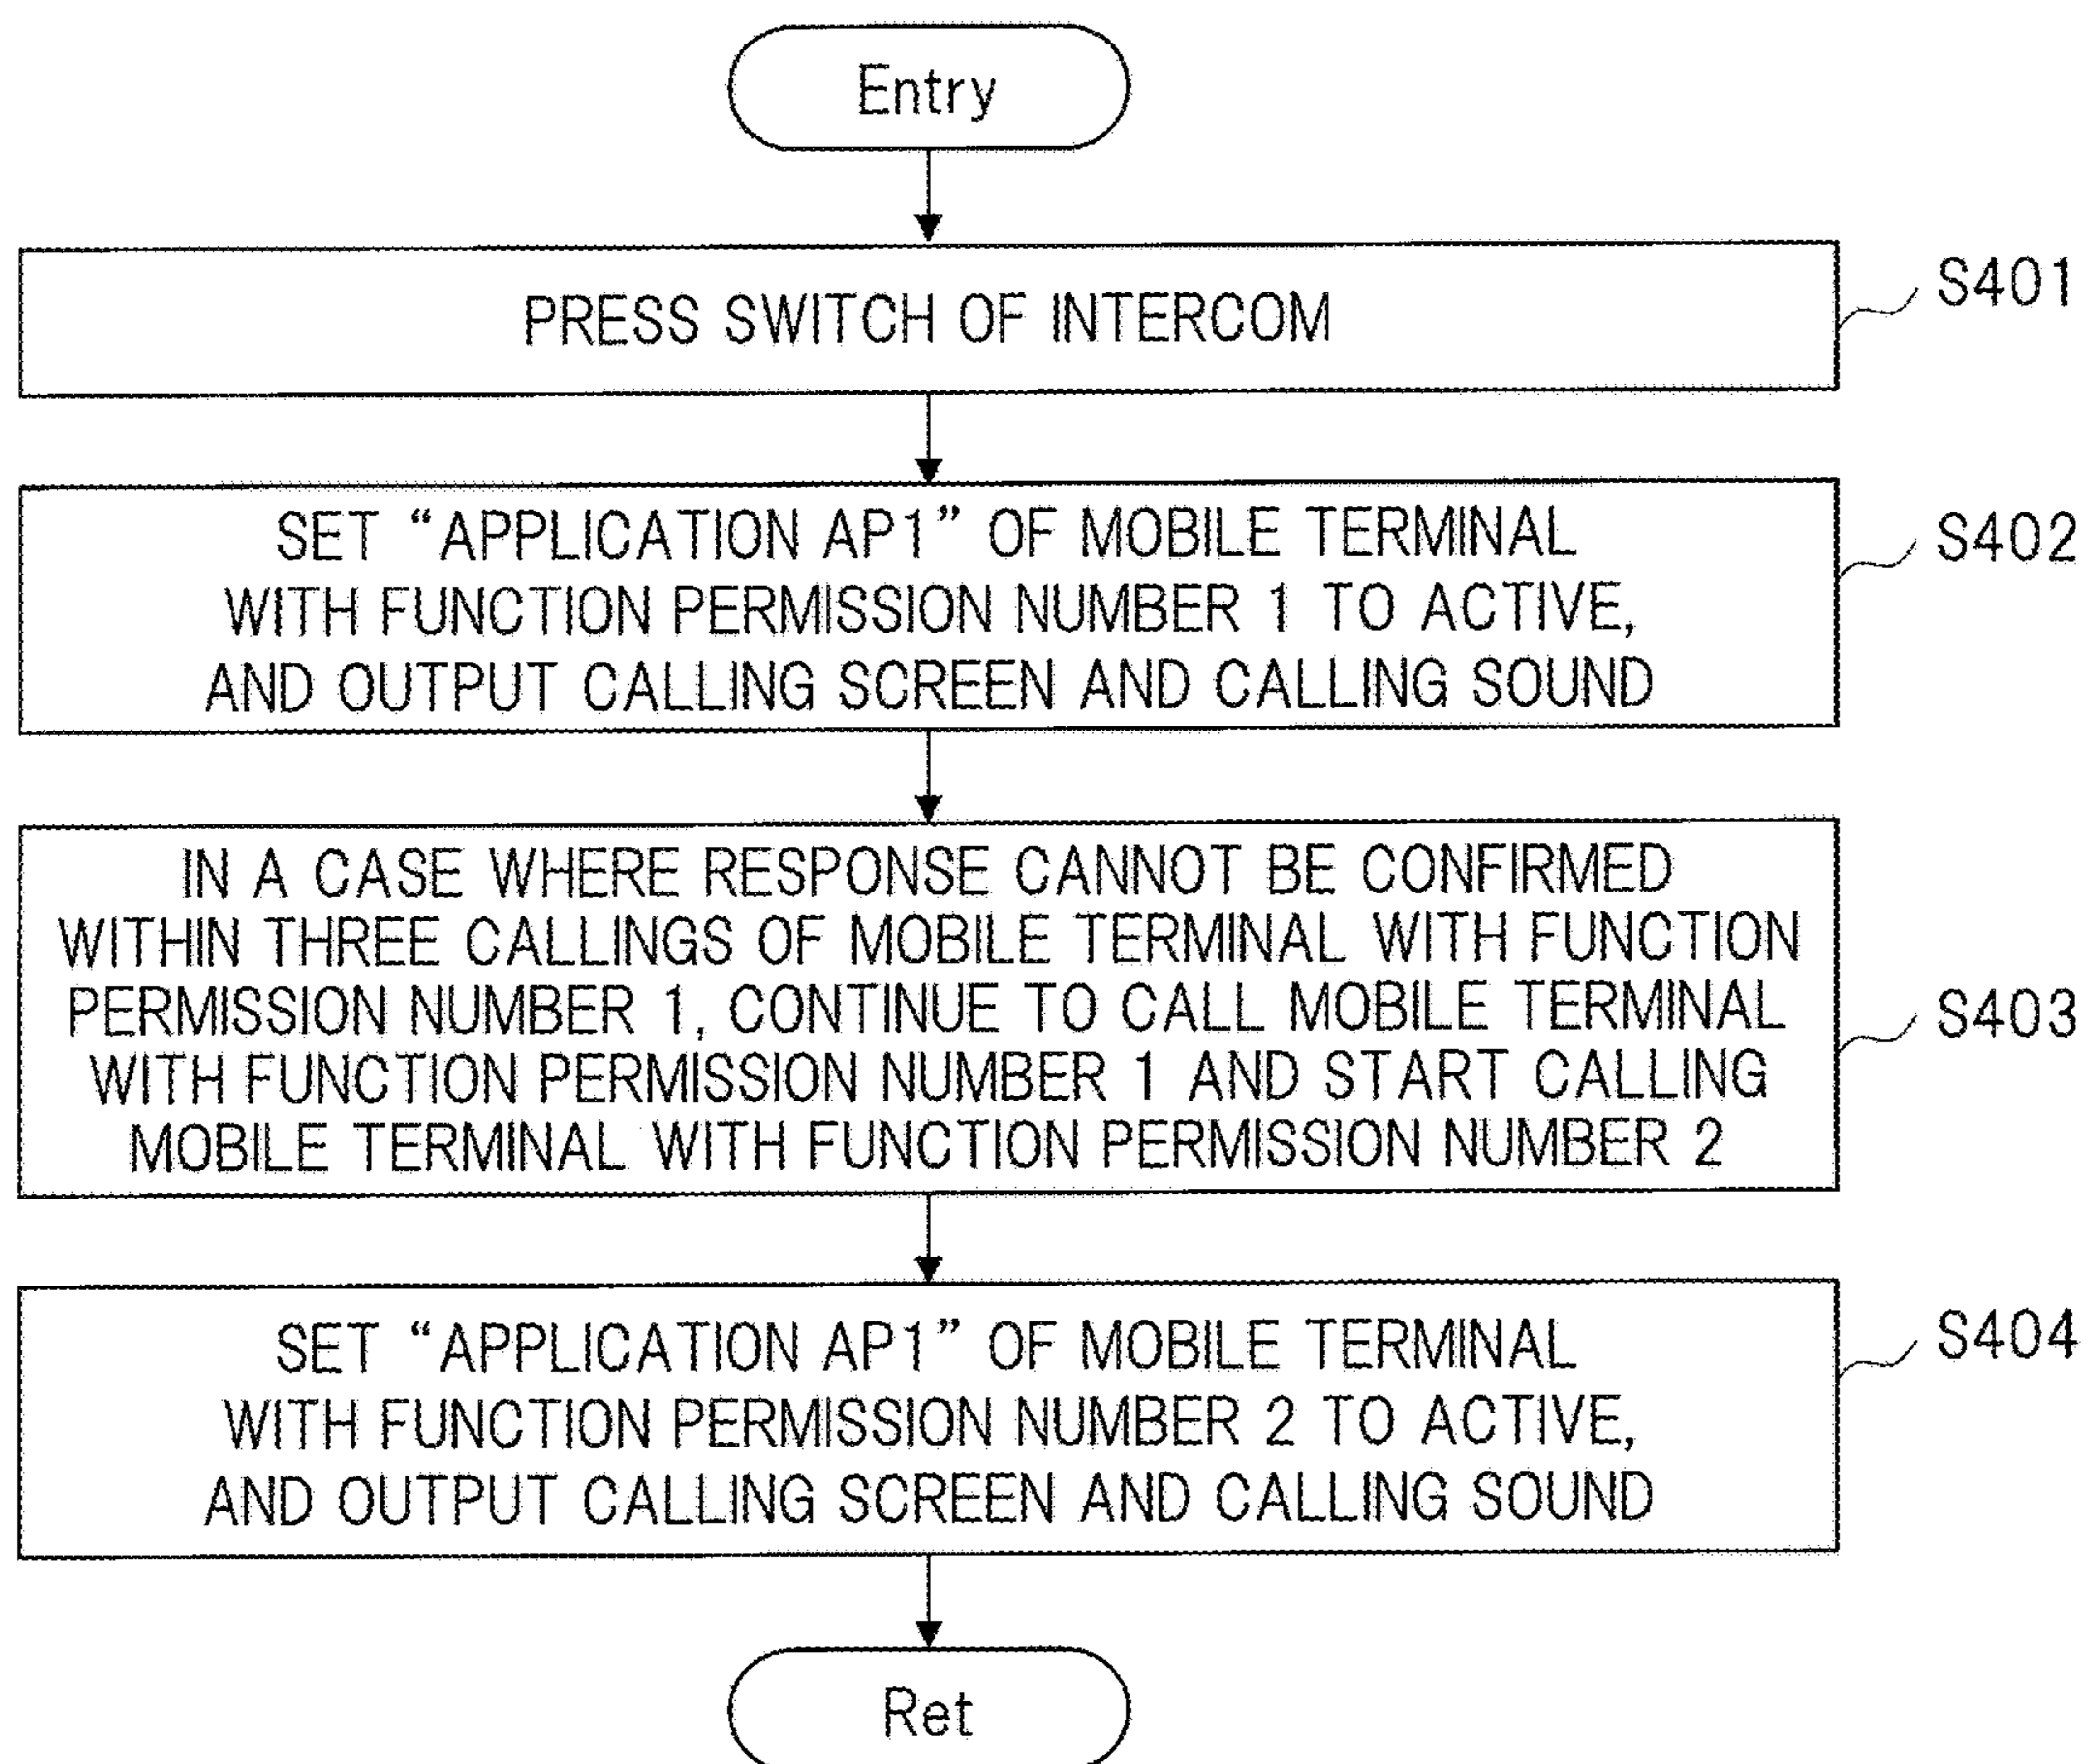 Entry
PRESS SWITCH OF INTERCOM
S401
SET “APPLICATION AP1” OF MOBILE TERMINAL
WITH FUNCTION PERMISSION NUMBER 1 TO ACTIVE,
AND OUTPUT CALLING SCREEN AND CALLING SOUND
S402
IN A CASE WHERE RESPONSE CANNOT BE CONFIRMED
WITHIN THREE CALLINGS OF MOBILE TERMINAL WITH FUNCTION
PERMISSION NUMBER 1, CONTINUE TO CALL MOBILE TERMINAL
WITH FUNCTION PERMISSION NUMBER 1 AND START CALLING
MOBILE TERMINAL WITH FUNCTION PERMISSION NUMBER 2
S403
SET “APPLICATION AP1” OF MOBILE TERMINAL
WITH FUNCTION PERMISSION NUMBER 2 TO ACTIVE,
AND OUTPUT CALLING SCREEN AND CALLING SOUND
S404
Ret